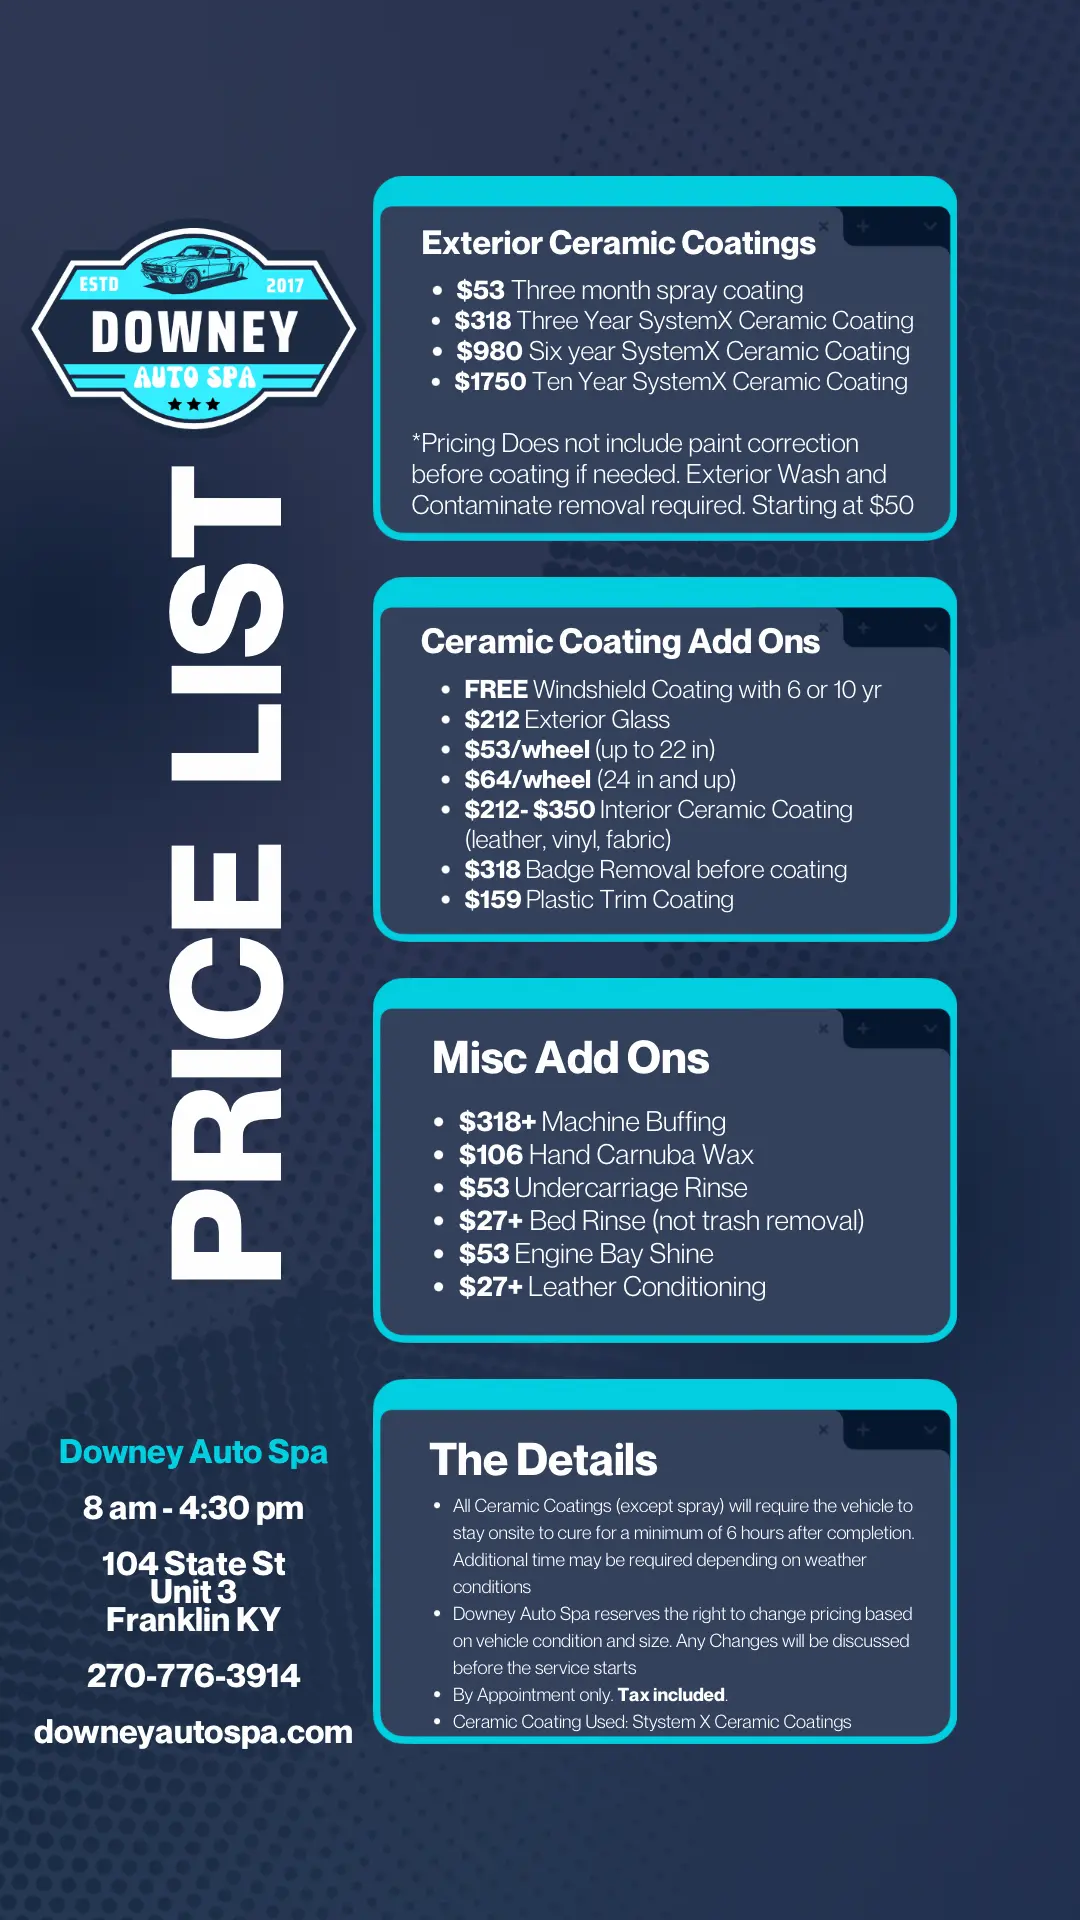 ESTD 2017
DOWNEY
AUTO SPA
PRICE LIST
Exterior Ceramic Coatings
• $53 Three month spray coating
• $318 Three Year SystemX Ceramic Coating
• $980 Six year SystemX Ceramic Coating
• $1750 Ten Year SystemX Ceramic Coating
*Pricing Does not include paint correction
before coating if needed. Exterior Wash and
Contaminate removal required. Starting at $50
Ceramic Coating Add Ons
• FREE Windshield Coating with 6 or 10 yr
• $212 Exterior Glass
• $53/wheel (up to 22 in)
• $64/wheel (24 in and up)
• $212- $350 Interior Ceramic Coating
(leather, vinyl, fabric)
• $318 Badge Removal before coating
• $159 Plastic Trim Coating
Misc Add Ons
• $318+ Machine Buffing
• $106 Hand Carnuba Wax
• $53 Undercarriage Rinse
• $27+ Bed Rinse (not trash removal)
• $53 Engine Bay Shine
• $27+ Leather Conditioning
The Details
• All Ceramic Coatings (except spray) will require the vehicle to
stay onsite to cure for a minimum of 6 hours after completion.
Additional time may be required depending on weather
conditions
• Downey Auto Spa reserves the right to change pricing based
on vehicle condition and size. Any Changes will be discussed
before the service starts
• By Appointment only. Tax included.
• Ceramic Coating Used: Stystem X Ceramic Coatings
Downey Auto Spa
8 am - 4:30 pm
104 State St
Unit 3
Franklin KY
270-776-3914
downeyautospa.com